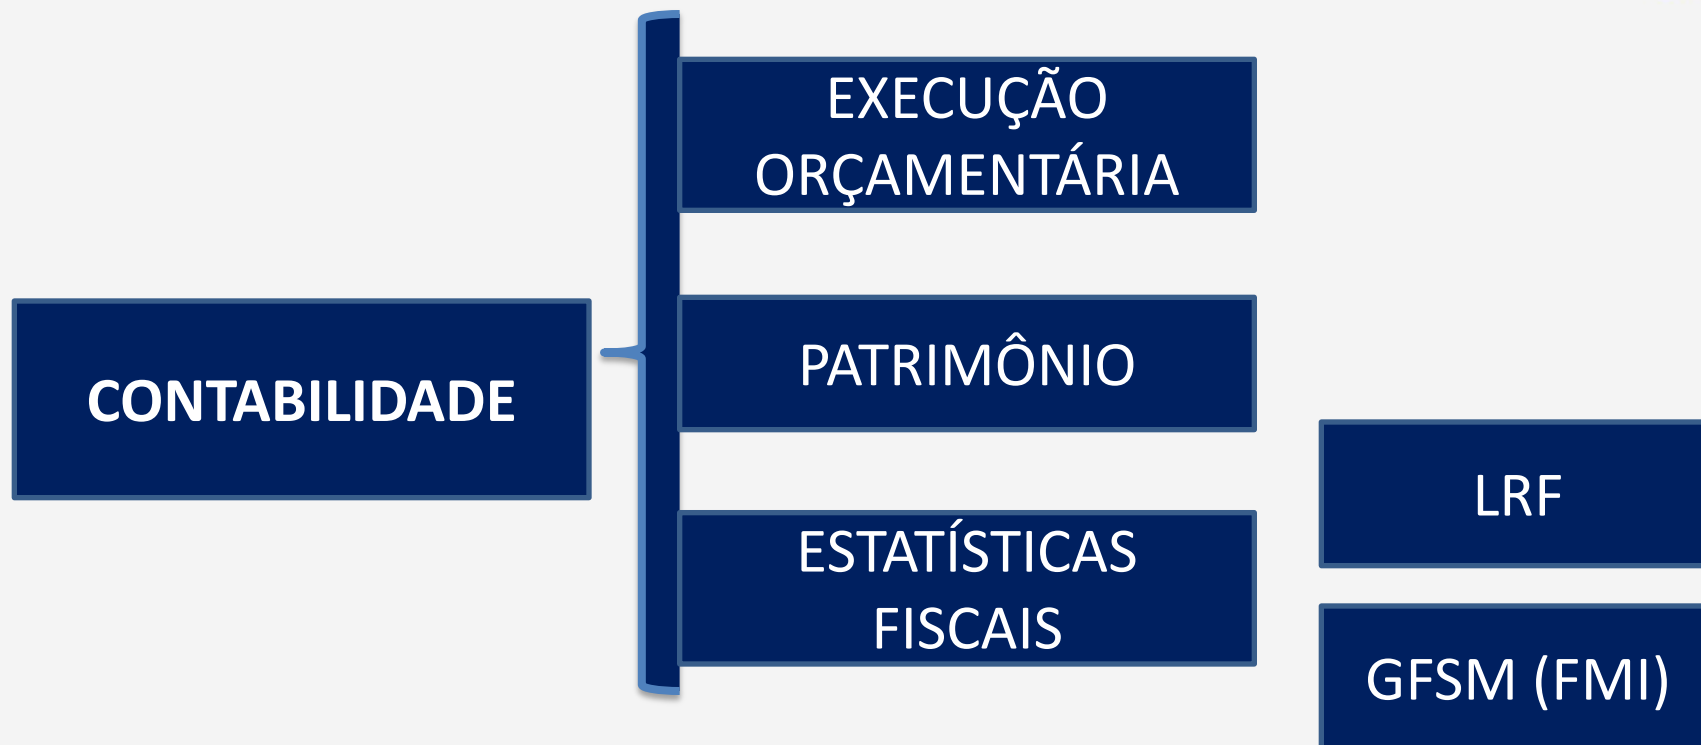 CONTABILIDADE
EXECUÇÃO
ORÇAMENTÁRIA
PATRIMÔNIO
ESTATÍSTICAS
FISCAIS
LRF
GFSM (FMI)